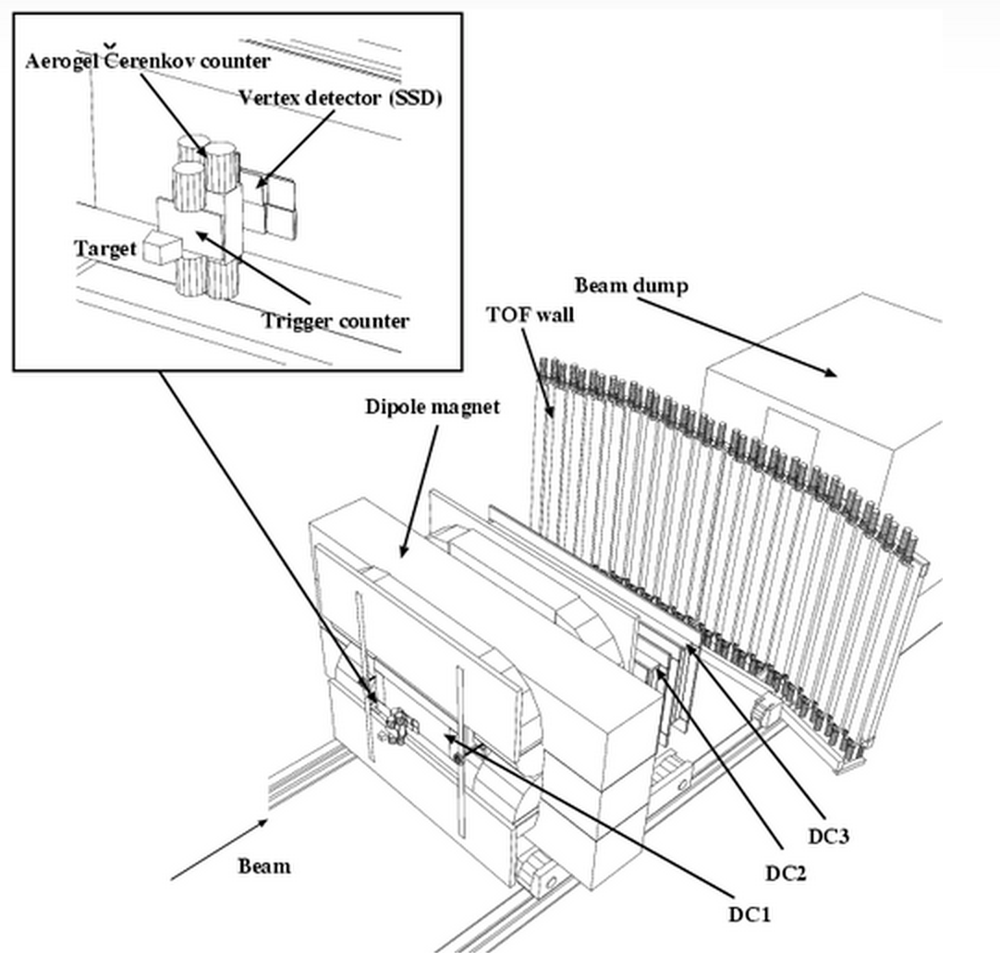 Aerogel Čerenkov counter
Vertex detector (SSD)
Target
Trigger counter
Beam dump
TOF wall
Dipole magnet
DC3
Beam
DC2
DC1